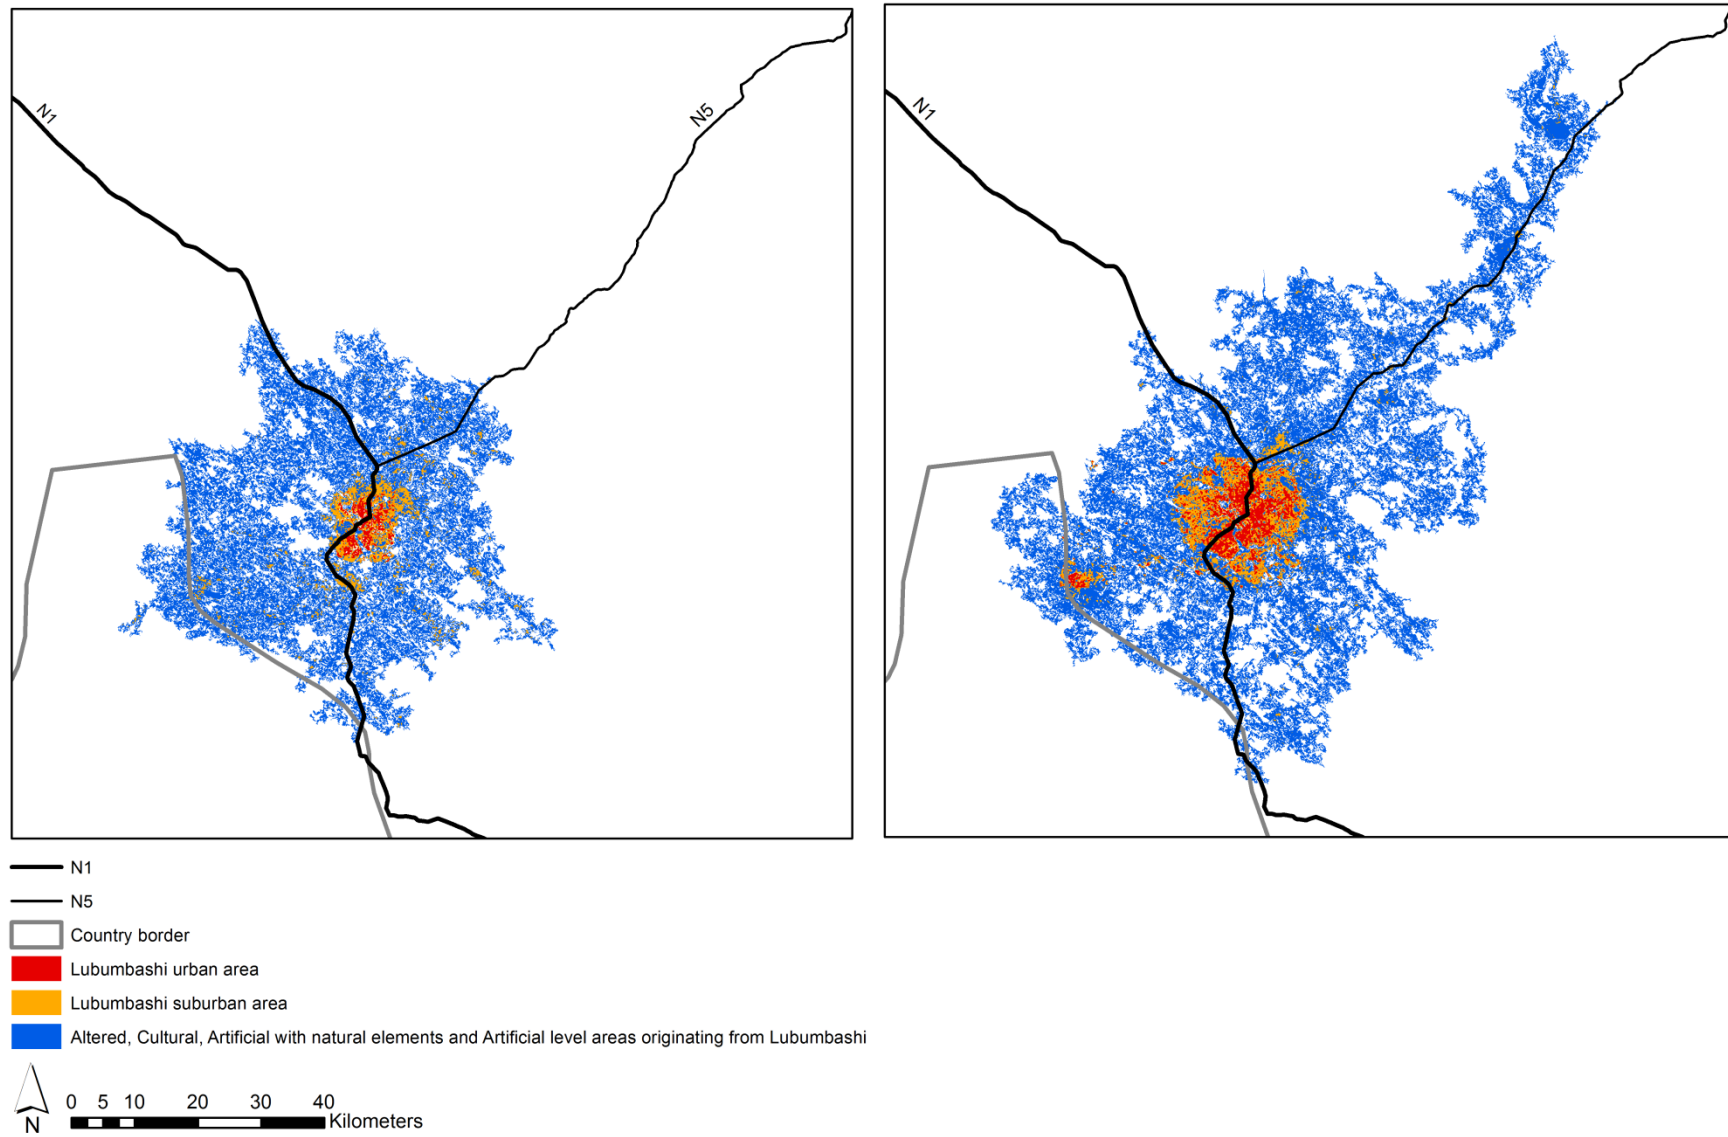 N1
N5
N1
N1
N5
Country border
Lubumbashi urban area
Lubumbashi suburban area
Altered, Cultural, Artificial with natural elements and Artificial level areas originating from Lubumbashi
0 5 10 20 30 40
Kilometers
N